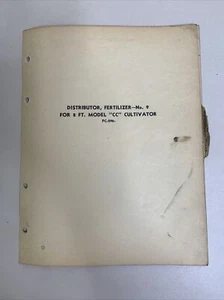 DISTRIBUTOR, FERTILIZER—No. 9
FOR 8 FT. MODEL "CC" CULTIVATOR